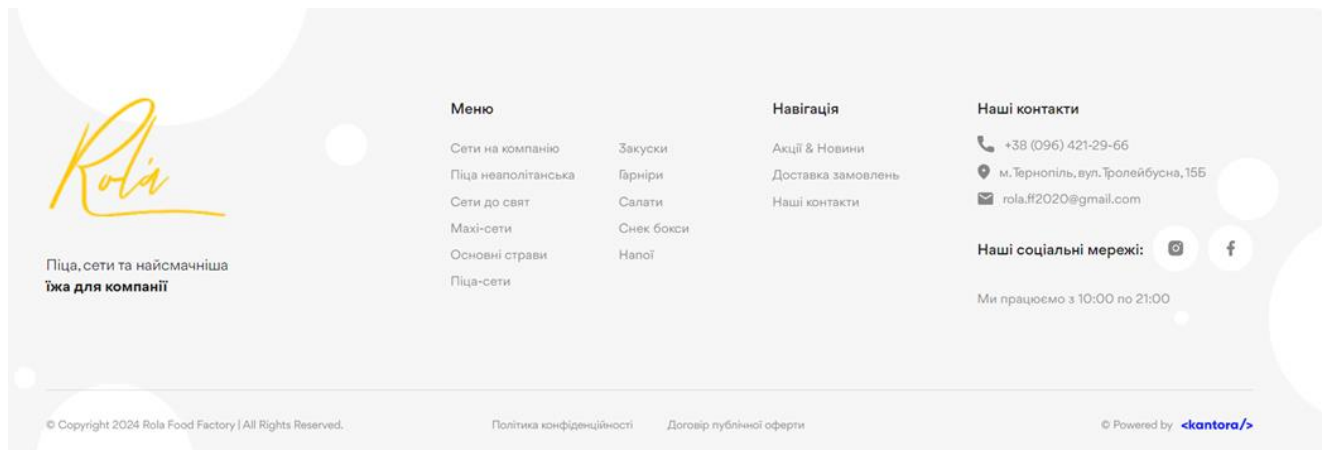 Rola
Піца, сети та найсмачніша
їжа для компанії
Меню
Сети на компанію
Піца неаполітанська
Сети до свят
Махі-сети
Основні страви
Піца-сети
Закуски
Гарніри
Салати
Снек бокси
Напої
Навігація
Акції & Новини
Доставка замовлень
Наші контакти
Наші контакти
+38 (096) 421-29-66
м. Тернопіль, вул. Тролейбусна, 15Б
rola.ff2020@gmail.com
Наші соціальні мережі:
Ми працюємо з 10:00 по 21:00
© Copyright 2024 Rola Food Factory | All Rights Reserved.
Політика конфіденційності
Договір публічної оферти
© Powered by <kantora/>